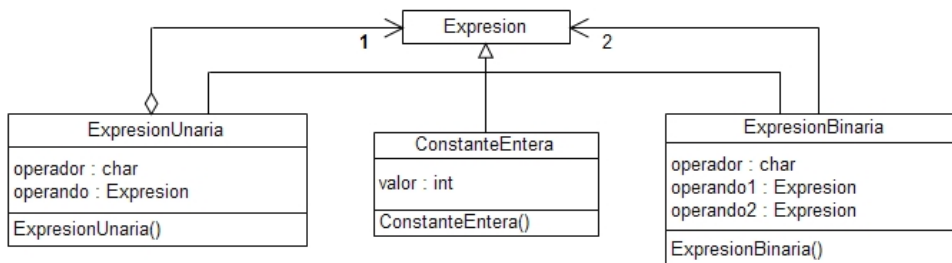 Expresion
1
2
ExpresionUnaria
operador : char
operando : Expresion
ExpresionUnaria()
ConstanteEntera
valor : int
ConstanteEntera()
ExpresionBinaria
operador : char
operando1 : Expresion
operando2 : Expresion
ExpresionBinaria()